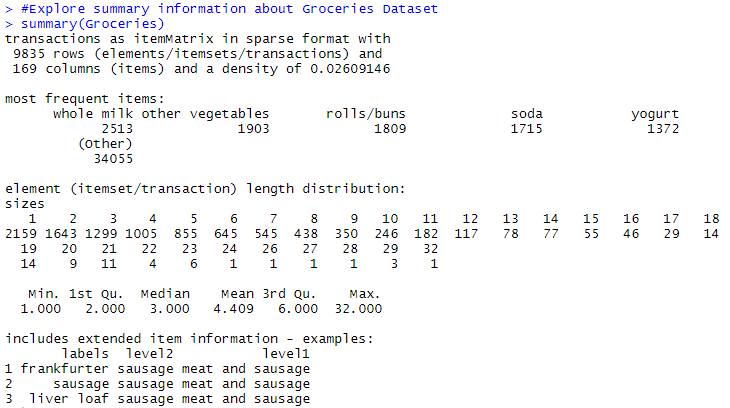 > #Explore summary information about Groceries Dataset
> summary(Groceries)
transactions as itemMatrix in sparse format with
 9835 rows (elements/itemsets/transactions) and
 169 columns (items) and a density of 0.02609146

most frequent items:
      whole milk other vegetables       rolls/buns             soda           yogurt
            2513             1903             1809             1715             1372
         (Other)
           34055

element (itemset/transaction) length distribution:
sizes
   1    2    3    4    5    6    7    8    9   10   11   12   13   14   15   16   17   18
2159 1643 1299 1005  855  645  545  438  350  246  182  117   78   77   55   46   29   14
  19   20   21   22   23   24   26   27   28   29   32
  14    9   11    4    6    1    1    1    1    3    1

   Min. 1st Qu.  Median    Mean 3rd Qu.    Max.
  1.000   2.000   3.000   4.409   6.000  32.000

includes extended item information - examples:
       labels  level2           level1
1 frankfurter sausage meat and sausage
2     sausage sausage meat and sausage
3  liver loaf sausage meat and sausage